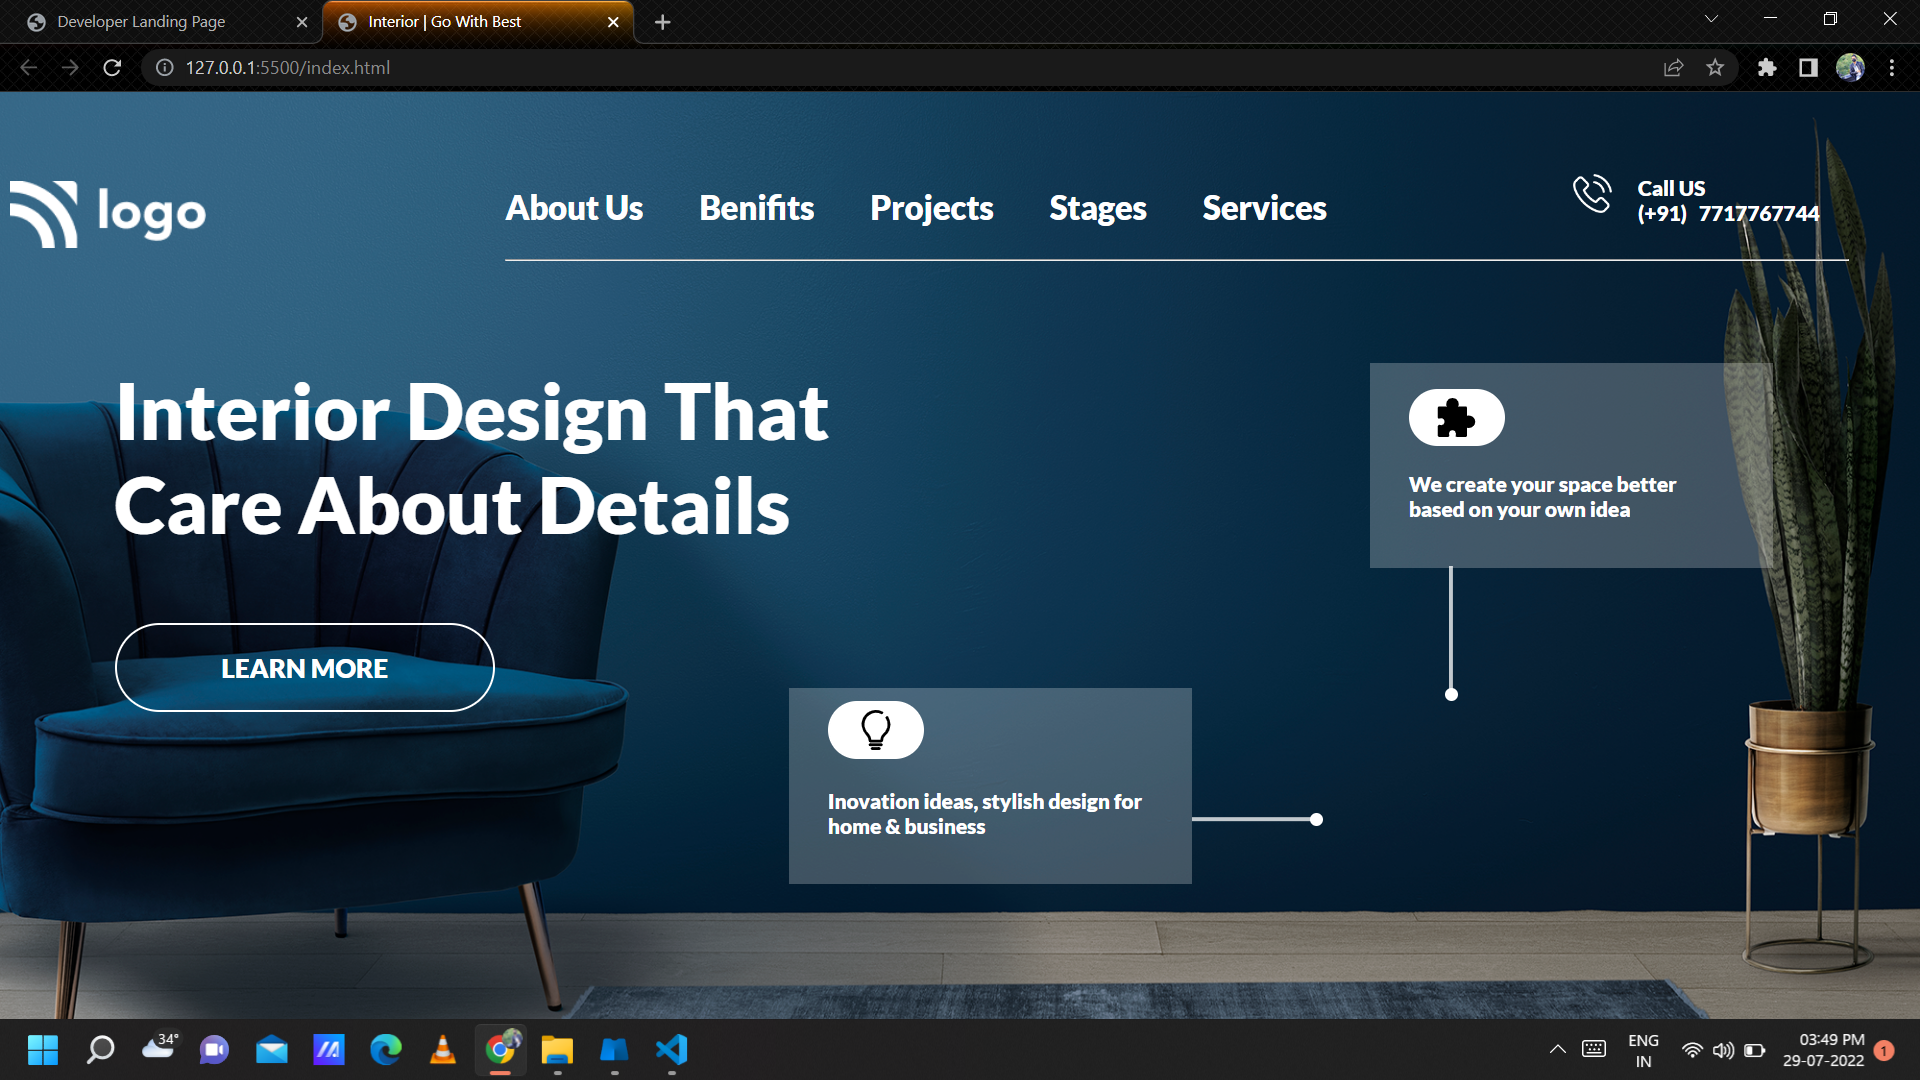 Developer Landing Page
Interior | Go With Best
127.0.0.1:5500/index.html
logo
About Us Benifits Projects Stages Services
Call US
(+91) 7717767744
Interior Design That
Care About Details
LEARN MORE
We create your space better
based on your own idea
Inovation ideas, stylish design for
home & business
34°
ENG
IN
03:49 PM
29-07-2022
1